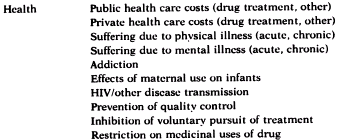 Health Public health care costs (drug treatment, other)
Private health care costs (drug treatment, other)
Suffering due to physical illness (acute, chronic)
Suffering due to mental illness (acute, chronic)
Addiction
Effects of maternal use on infants
HIV/other disease transmission
Prevention of quality control
Inhibition of voluntary pursuit of treatment
Restriction on medicinal uses of drug